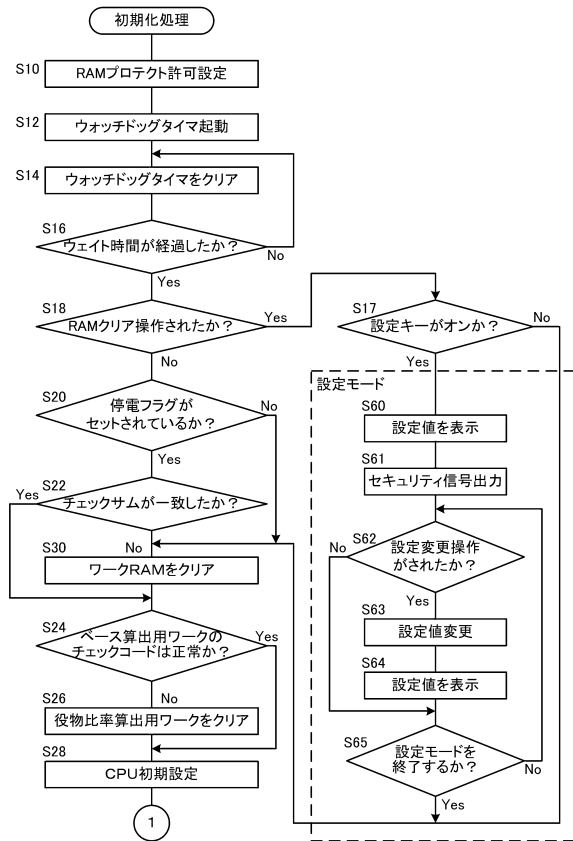 初期化処理
S10
RAMプロテクト許可設定
S12
ウォッチドッグタイマ起動
S14
ウォッチドッグタイマをクリア
S16
ウェイト時間が経過したか？
No
Yes
S18
RAMクリア操作されたか？
Yes
No
S20
停電フラグが
セットされているか？
No
Yes
S22
チェックサムが一致したか？
Yes
No
S30
ワークRAMをクリア
S24
ベース算出用ワークの
チェックコードは正常か？
Yes
No
S26
役物比率算出用ワークをクリア
S28
CPU初期設定
1
S17
設定キーがオンか？
No
Yes
設定モード
S60
設定値を表示
S61
セキュリティ信号出力
S62
設定変更操作
がされたか？
No
Yes
S63
設定値変更
S64
設定値を表示
S65
設定モードを
終了するか？
No
Yes